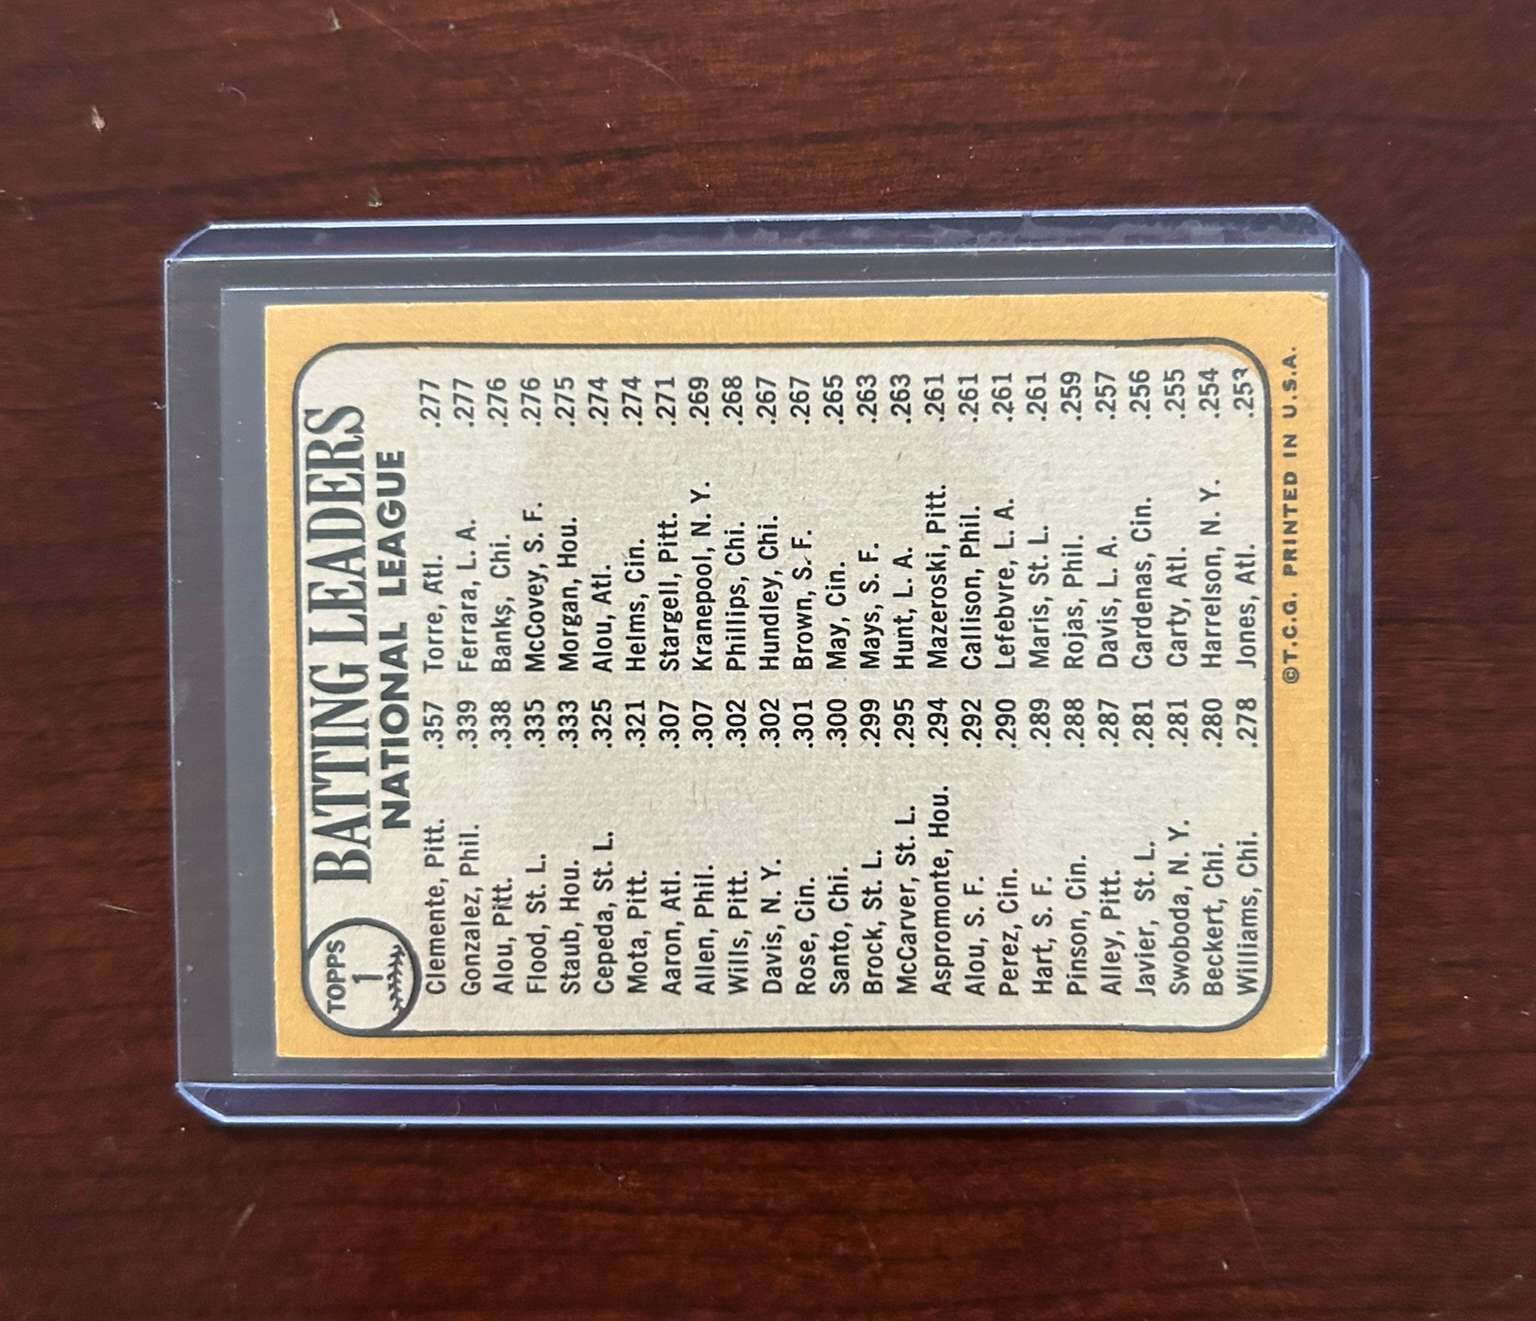 TOPPS
1
BATTING LEADERS
NATIONAL LEAGUE
Clemente, Pitt. .357 Torre, Atl. .277
Gonzalez, Phil. .339 Ferrara, L. A. .277
Alou, Pitt. .338 Banks, Chi. .276
Flood, St. L. .335 McCovey, S. F. .276
Staub, Hou. .333 Morgan, Hou. .275
Cepeda, St. L. .325 Alou, Atl. .274
Mota, Pitt. .321 Helms, Cin. .274
Aaron, Atl. .307 Stargell, Pitt. .271
Allen, Phil. .307 Kranepool, N. Y. .269
Wills, Pitt. .302 Phillips, Chi. .268
Davis, N. Y. .302 Hundley, Chi. .267
Rose, Cin. .301 Brown, S. F. .267
Santo, Chi. .300 May, Cin. .265
Brock, St. L. .299 Mays, S. F. .263
McCarver, St. L. .295 Hunt, L. A. .263
Aspromonte, Hou. .294 Mazeroski, Pitt. .261
Alou, S. F. .292 Callison, Phil. .261
Perez, Cin. .290 Lefebvre, L. A. .261
Hart, S. F. .289 Maris, St. L. .261
Pinson, Cin. .288 Rojas, Phil. .259
Alley, Pitt. .287 Davis, L. A. .257
Javier, St. L. .281 Cardenas, Cin. .256
Swoboda, N. Y. .281 Carty, Atl. .255
Beckert, Chi. .280 Harrelson, N. Y. .254
Williams, Chi. .278 Jones, Atl. .253
©T.C.G. PRINTED IN U.S.A.